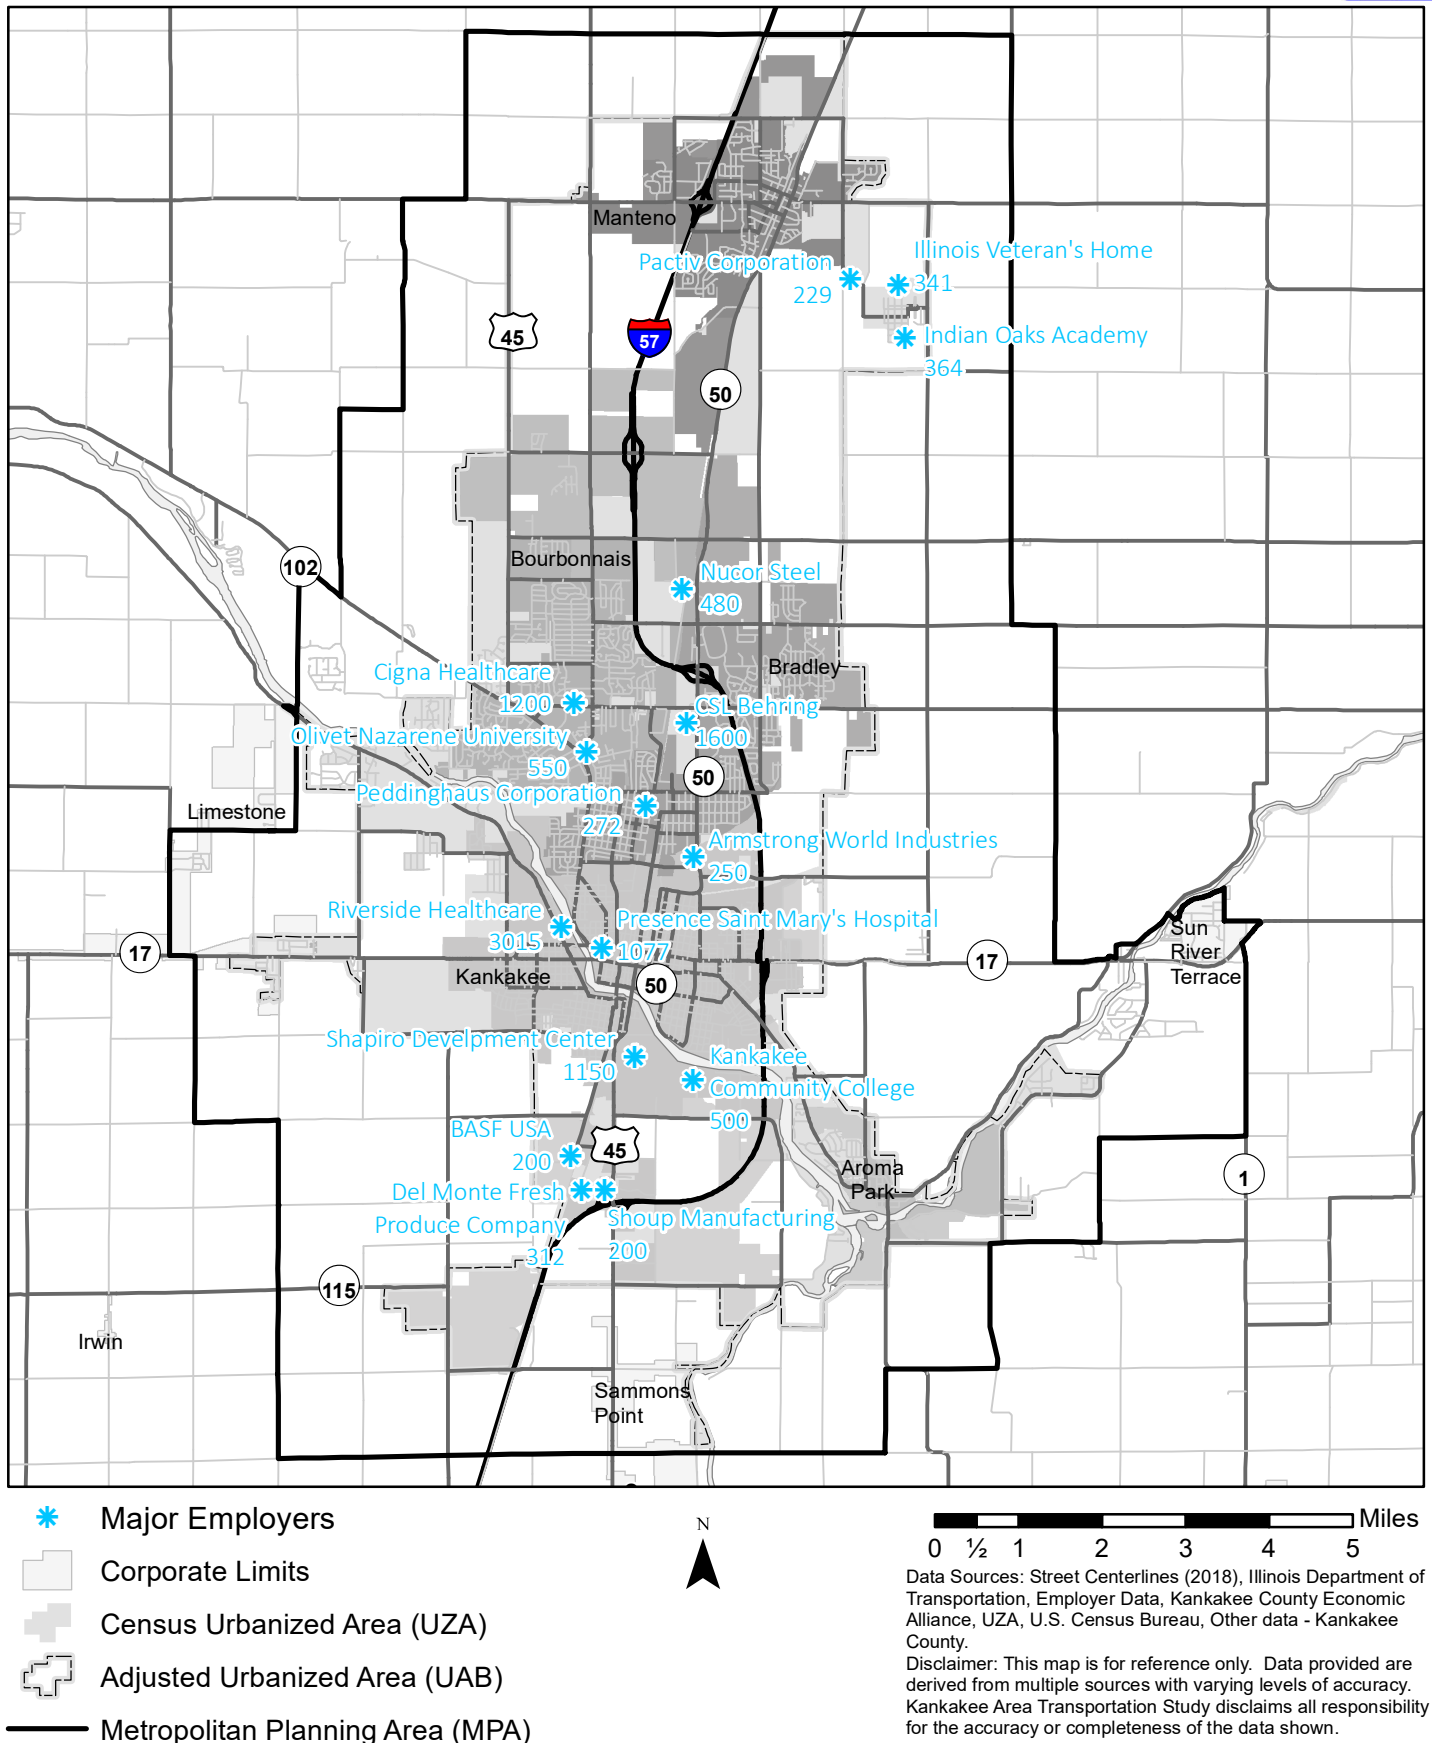 Manteno
Pactiv Corporation
229
Illinois Veteran's Home
341
Indian Oaks Academy
364
45
57
50
102
Bourbonnais
Nucor Steel
480
Bradley
Cigna Healthcare
1200
CSL Behring
1600
Olivet Nazarene University
550
50
Peddinghaus Corporation
272
Limestone
Armstrong World Industries
250
Riverside Healthcare
3015
Presence Saint Mary's Hospital
1077
17
Kankakee
50
17
Sun
River
Terrace
Shapiro Develpment Center
1150
Kankakee
Community College
500
BASF USA
200
45
Aroma
Park
1
Del Monte Fresh
Produce Company
312
Shoup Manufacturing
200
115
Irwin
Sammons
Point
Major Employers
Corporate Limits
Census Urbanized Area (UZA)
Adjusted Urbanized Area (UAB)
Metropolitan Planning Area (MPA)
N
Miles
0 ½ 1 2 3 4 5
Data Sources: Street Centerlines (2018), Illinois Department of
Transportation, Employer Data, Kankakee County Economic
Alliance, UZA, U.S. Census Bureau, Other data - Kankakee
County.
Disclaimer: This map is for reference only. Data provided are
derived from multiple sources with varying levels of accuracy.
Kankakee Area Transportation Study disclaims all responsibility
for the accuracy or completeness of the data shown.